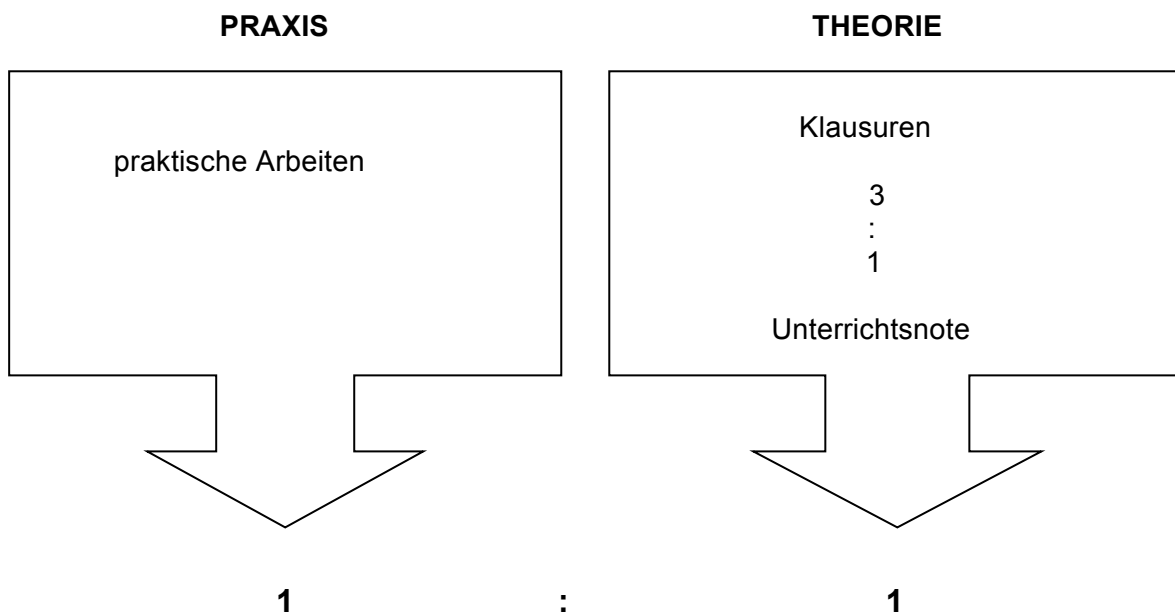 PRAXIS
THEORIE
praktische Arbeiten
Klausuren
3
:
1
Unterrichtsnote
1 : 1